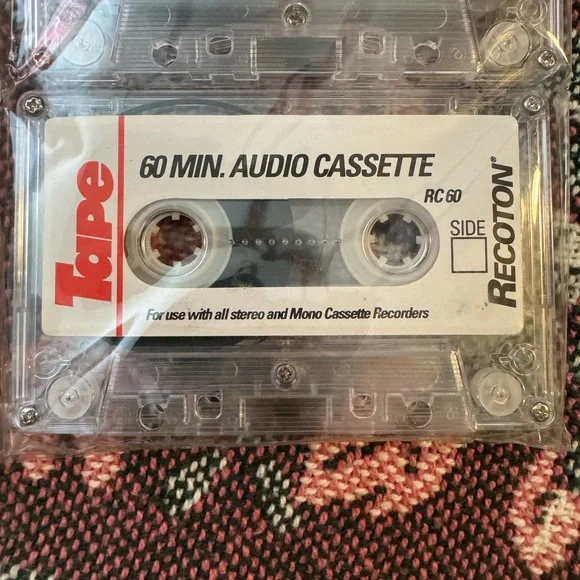 Tape
60 MIN. AUDIO CASSETTE
RC 60
SIDE
RECOTON®
For use with all stereo and Mono Cassette Recorders